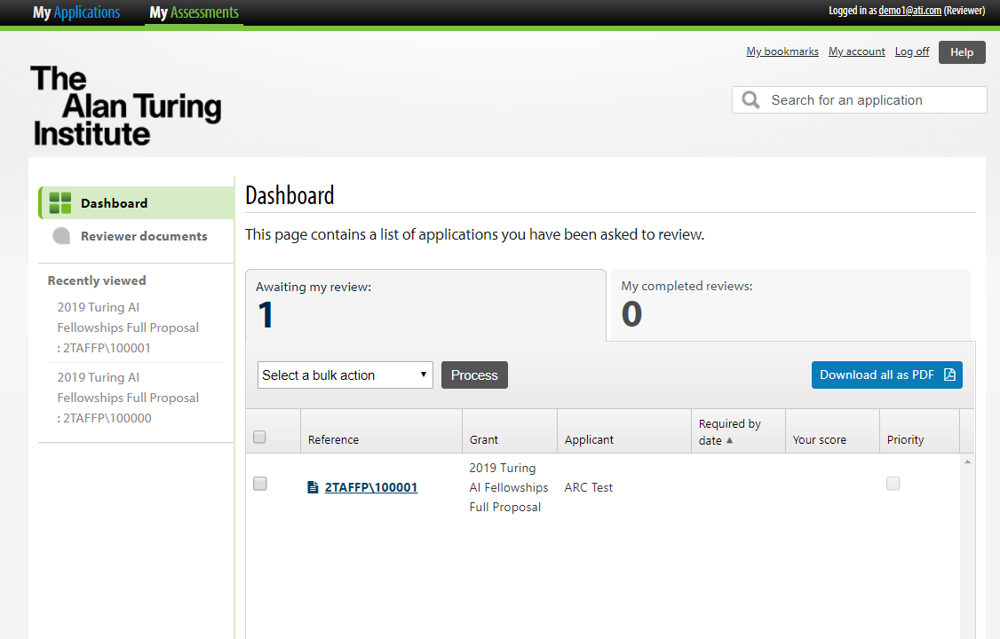 My Applications
My Assessments
Logged in as demo1@ati.com (Reviewer)
My bookmarks
My account
Log off
Help
The
Alan Turing
Institute
Search for an application
Dashboard
Reviewer documents
Recently viewed
2019 Turing AI
Fellowships Full Proposal
: 2TAFFP\100001
2019 Turing AI
Fellowships Full Proposal
: 2TAFFP\100000
Dashboard
This page contains a list of applications you have been asked to review.
Awaiting my review:
1
My completed reviews:
0
Select a bulk action
Process
Download all as PDF
Reference
Grant
Applicant
Required by
date
Your score
Priority
2TAFFP\100001
2019 Turing
AI Fellowships
Full Proposal
ARC Test